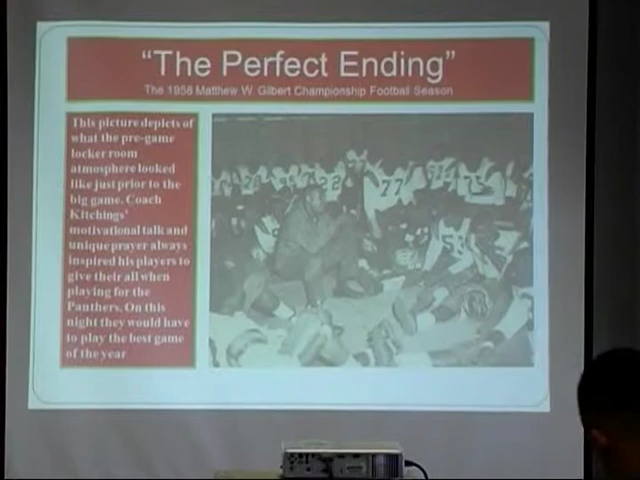 “The Perfect Ending”
The 1958 Matthew W. Gilbert Championship Football Season
This picture depicts of
what the pre-game
locker room
atmosphere looked
like just prior to the
big game. Coach
Kitchings'
motivational talk and
unique prayer always
inspired his players to
give their all when
playing for the
Panthers. On this
night they would have
to play the best game
of the year
22
77